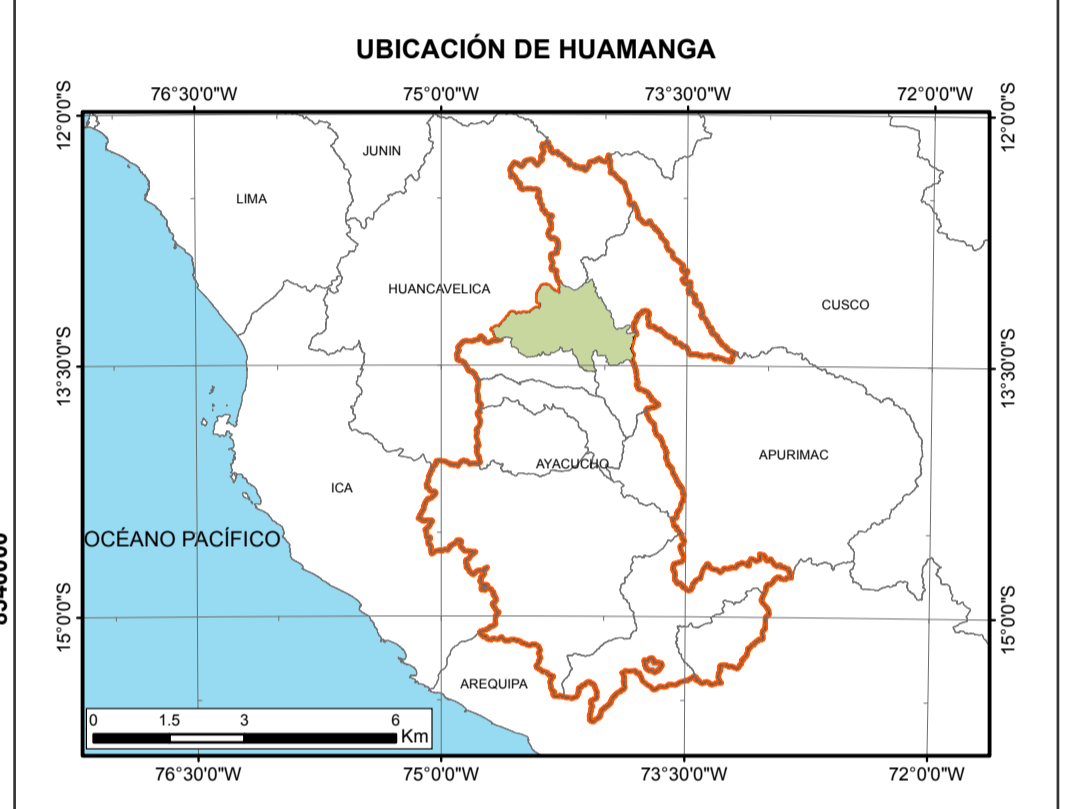 UBICACIÓN DE HUAMANGA
76°30'0"W 75°0'0"W 73°30'0"W 72°0'0"W
12°0'0"S 12°0'0"S
JUNIN
LIMA
HUANCAVELICA
CUSCO
13°30'0"S 13°30'0"S
APURIMAC
AYACUCHO
ICA
OCÉANO PACÍFICO
15°0'0"S 15°0'0"S
AREQUIPA
0 1.5 3 6
Km
76°30'0"W 75°0'0"W 73°30'0"W 72°0'0"W